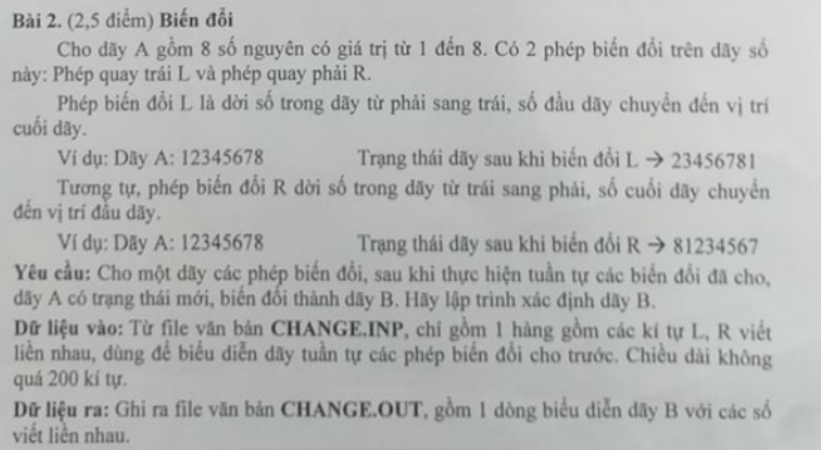 Bài 2. (2,5 điểm) Biến đổi
Cho dãy A gồm 8 số nguyên có giá trị từ 1 đến 8. Có 2 phép biến đổi trên dãy số
này: Phép quay trái L và phép quay phải R.
Phép biến đổi L là dời số trong dãy từ phải sang trái, số đầu dãy chuyển đến vị trí
cuối dãy.
Ví dụ: Dãy A: 12345678 Trạng thái dãy sau khi biến đổi L → 23456781
Tương tự, phép biến đổi R dời số trong dãy từ trái sang phải, số cuối dãy chuyển
đến vị trí đầu dãy.
Ví dụ: Dãy A: 12345678 Trạng thái dãy sau khi biến đổi R → 81234567
Yêu cầu: Cho một dãy các phép biến đổi, sau khi thực hiện tuần tự các biến đổi đã cho,
dãy A có trạng thái mới, biến đổi thành dãy B. Hãy lập trình xác định dãy B.
Dữ liệu vào: Từ file văn bản CHANGE.INP, chỉ gồm 1 hàng gồm các kí tự L, R viết
liền nhau, dùng để biểu diễn dãy tuần tự các phép biến đổi cho trước. Chiều dài không
quá 200 kí tự.
Dữ liệu ra: Ghi ra file văn bản CHANGE.OUT, gồm 1 dòng biểu diễn dãy B với các số
viết liền nhau.